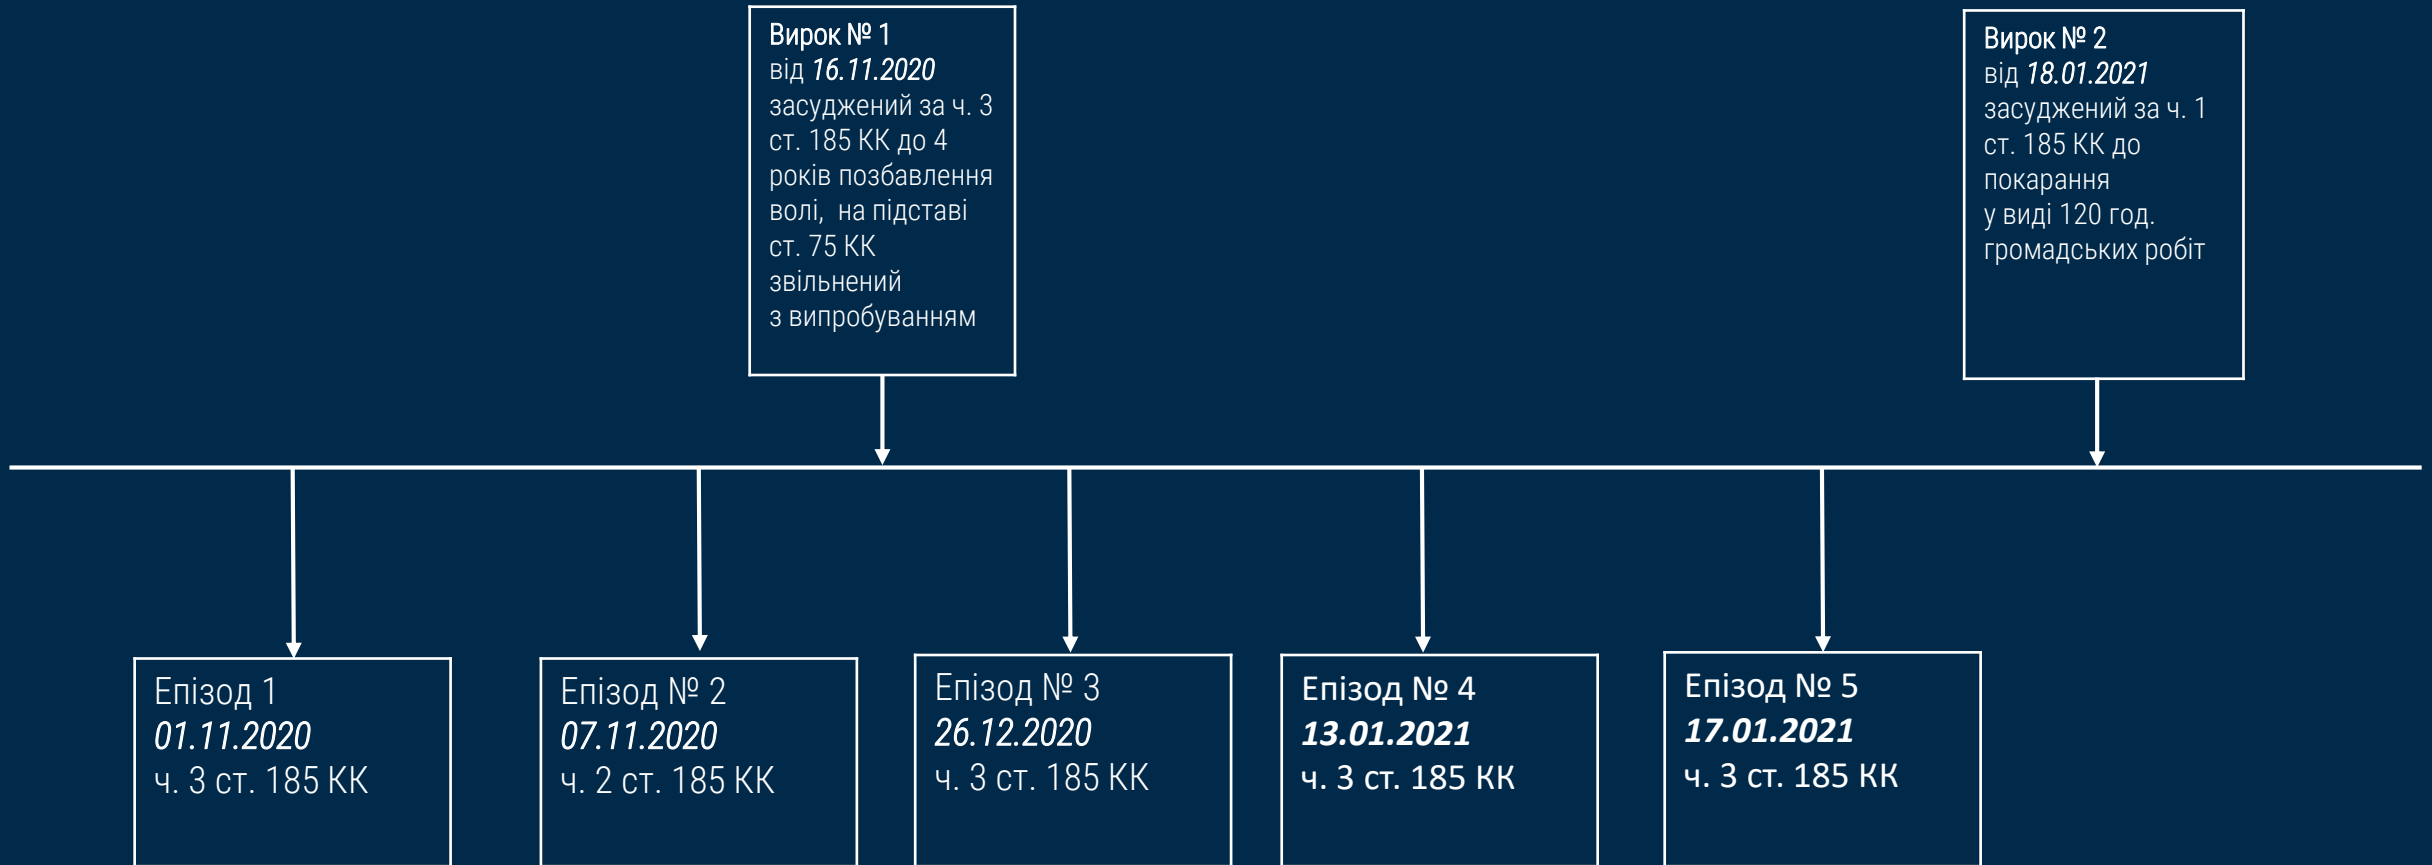 Вирок № 1
від 16.11.2020
засуджений за ч. 3
ст. 185 КК до 4
років позбавлення
волі,  на підставі
ст. 75 КК
звільнений
з випробуванням
Вирок № 2
від 18.01.2021
засуджений за ч. 1
ст. 185 КК до
покарання
у виді 120 год.
громадських робіт
Епізод 1
01.11.2020
ч. 3 ст. 185 КК
Епізод № 2
07.11.2020
ч. 2 ст. 185 КК
Епізод № 3
26.12.2020
ч. 3 ст. 185 КК
Епізод № 4
13.01.2021
ч. 3 ст. 185 КК
Епізод № 5
17.01.2021
ч. 3 ст. 185 КК